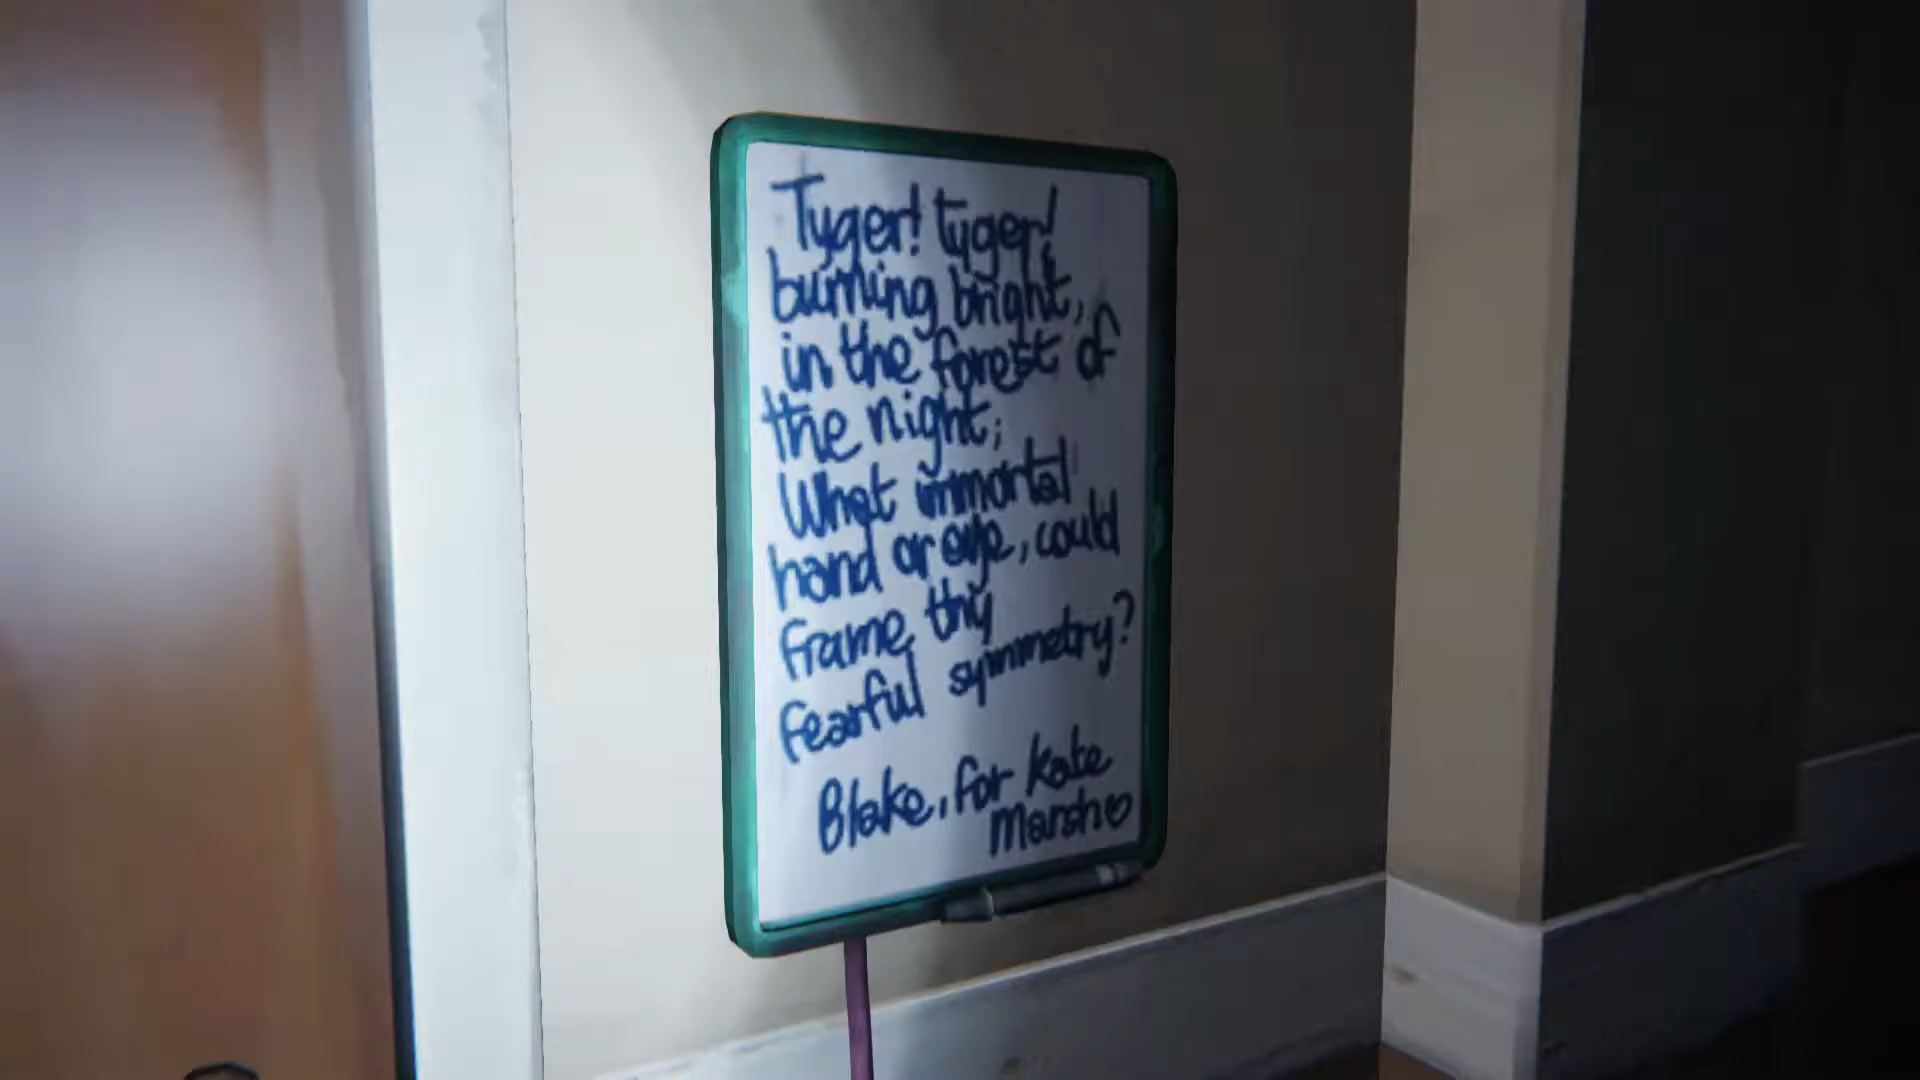 Tyger! tyger!
burning bright,
in the forest of
the night;
What immortal
hand or eye, could
frame thy
fearful symmetry?
Blake, for Kate
Marsh♡